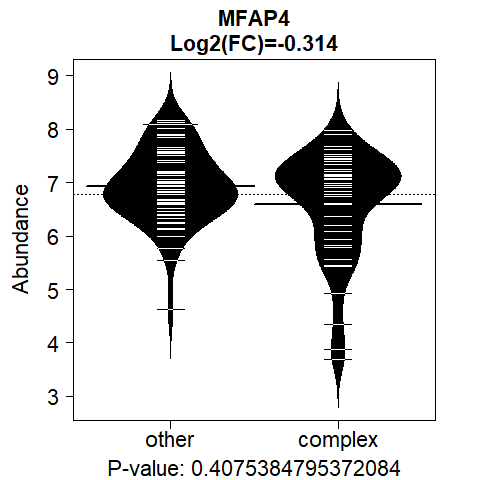 MFAP4
Log2(FC)=-0.314
Abundance
9
8
7
6
5
4
3
other complex
P-value: 0.4075384795372084